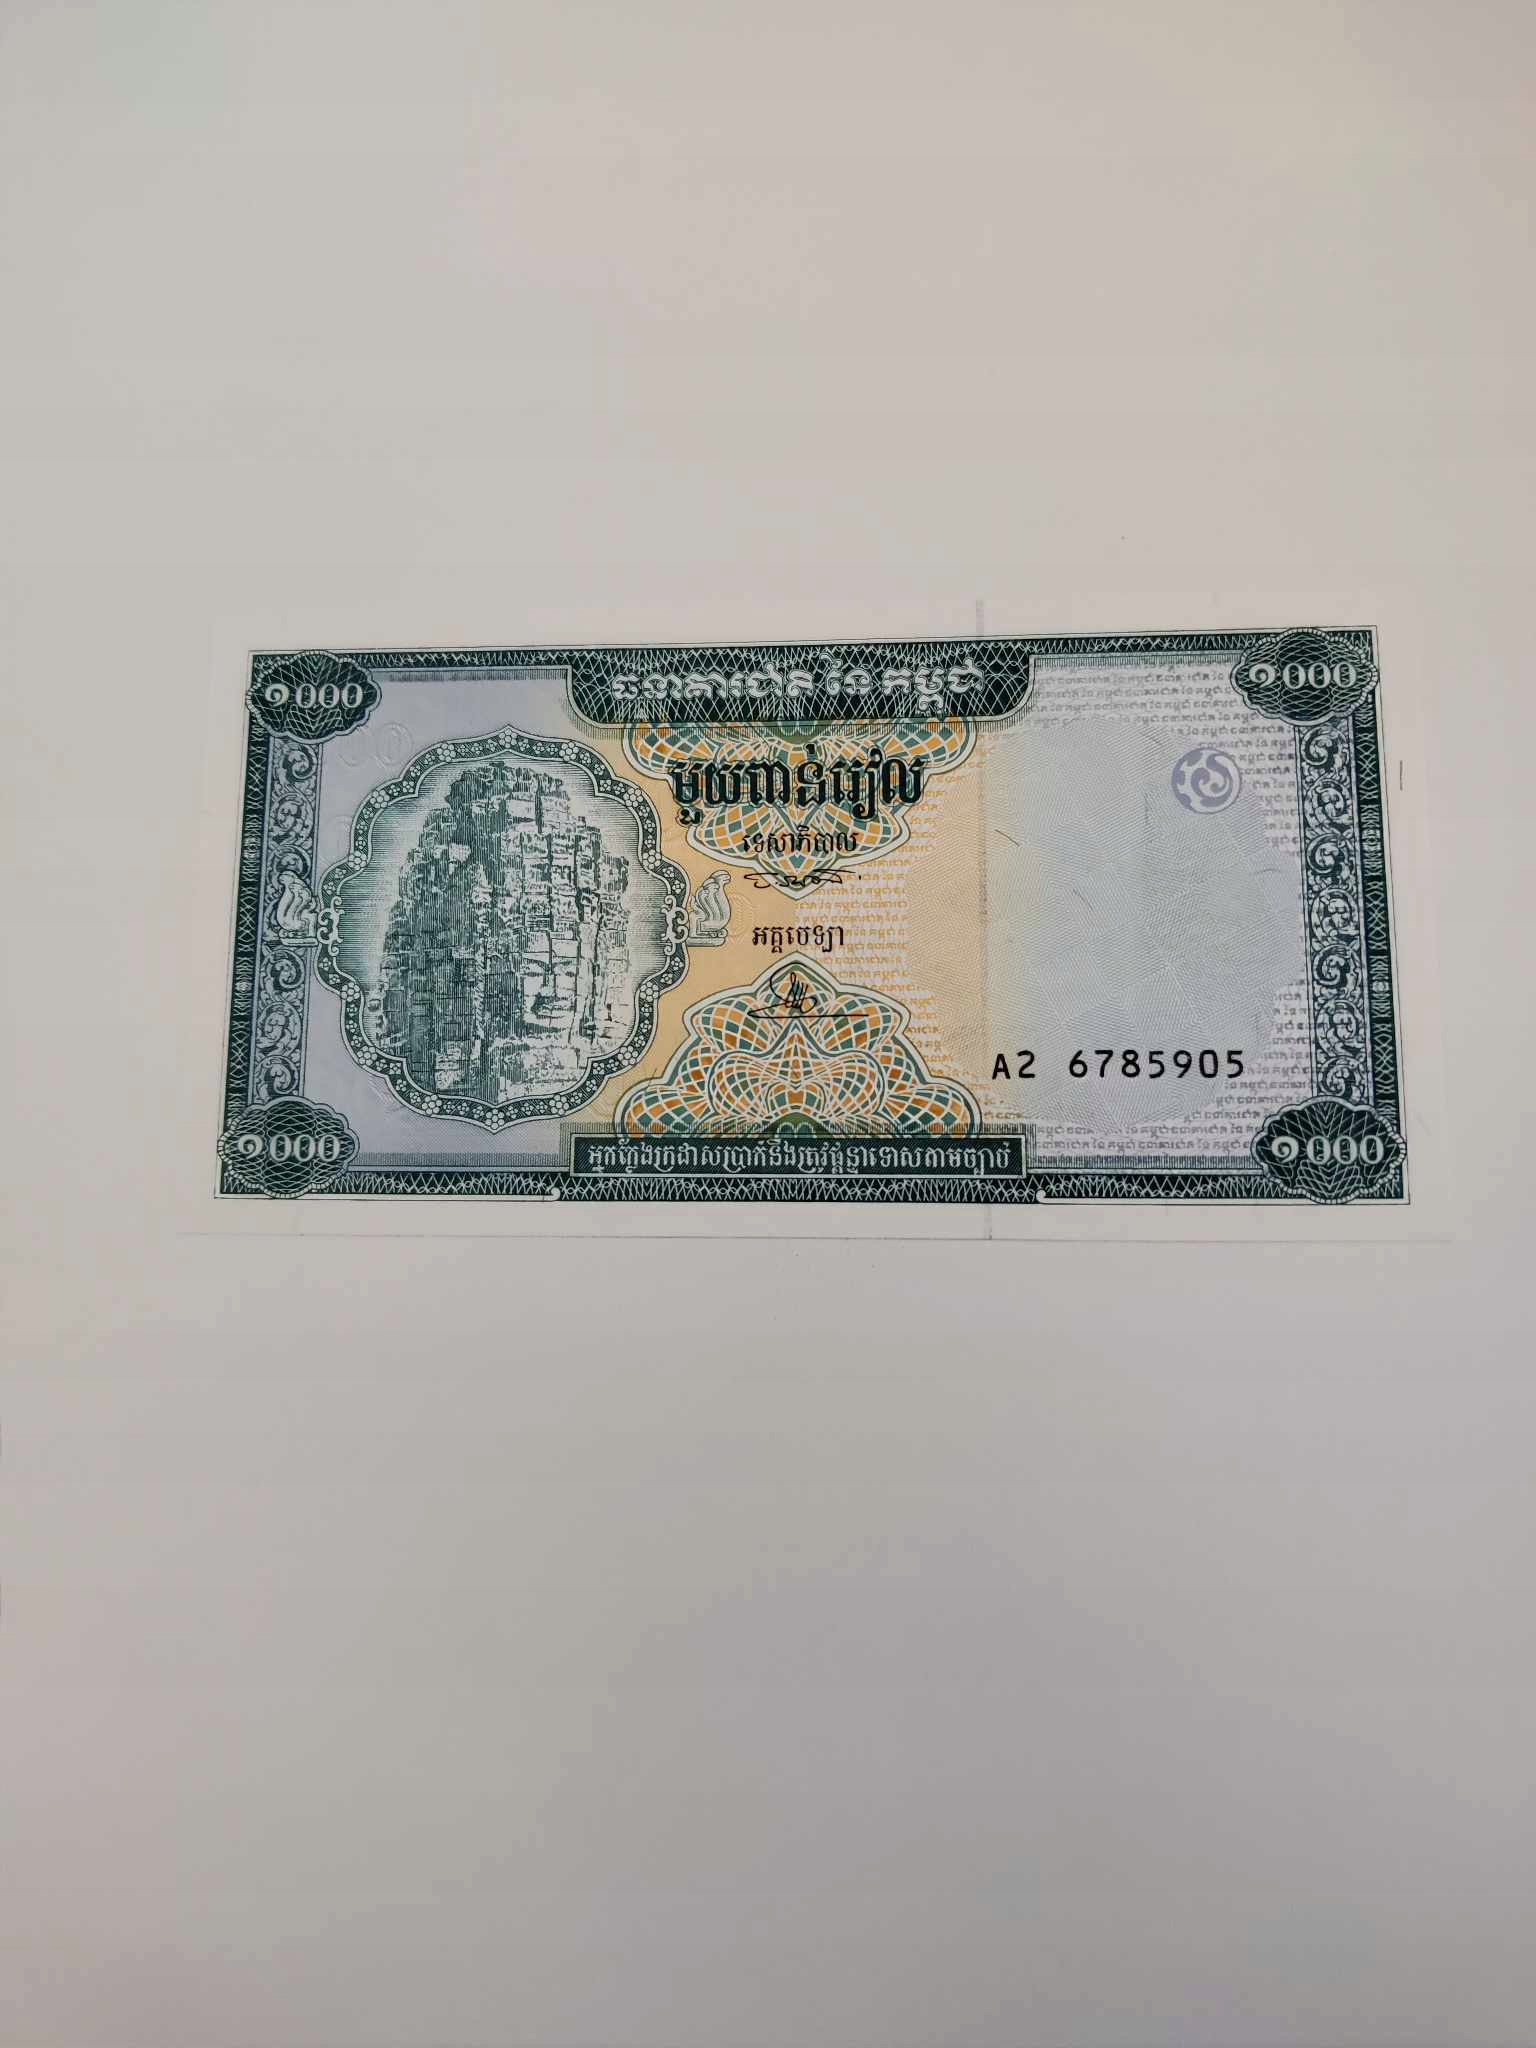 ១០០០
ធនាគារជាតិ នៃ កម្ពុជា
១០០០
មួយពាន់រៀល
ទេសាភិបាល
អគ្គបេឡា
A2 6785905
១០០០
អ្នកក្លែងក្រដាសប្រាក់នឹងត្រូវផ្តន្ទាទោសតាមច្បាប់
១០០០